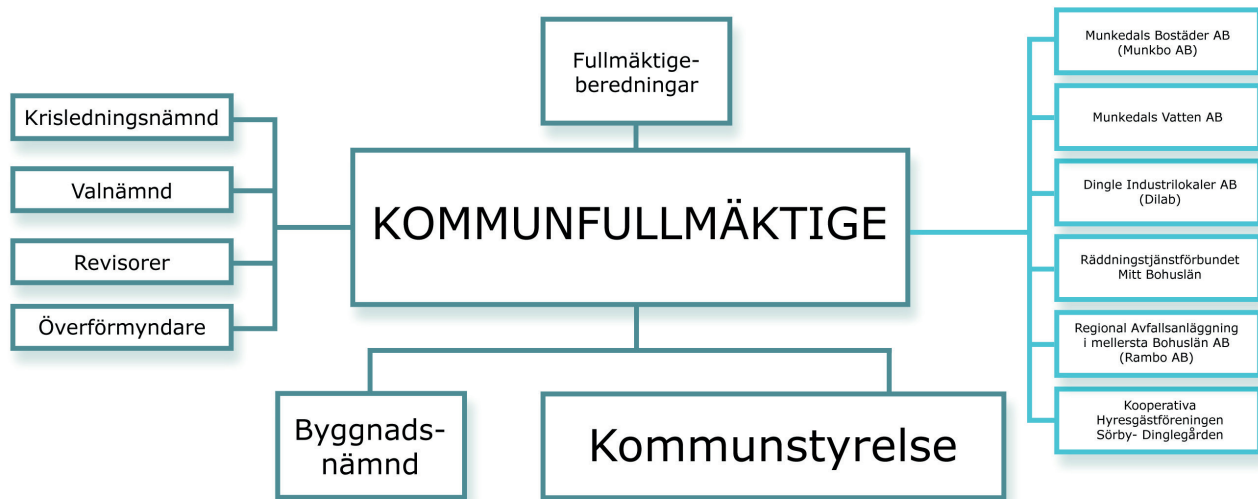 Fullmäktige-
beredningar
Krisledningsnämnd
Valnämnd
Revisorer
Överförmyndare
KOMMUNFULLMÄKTIGE
Byggnads-
nämnd
Kommunstyrelse
Munkedals Bostäder AB
(Munkbo AB)
Munkedals Vatten AB
Dingle Industrilokaler AB
(Dilab)
Räddningstjänstförbundet
Mitt Bohuslän
Regional Avfallsanläggning
i mellersta Bohuslän AB
(Rambo AB)
Kooperativa
Hyresgästföreningen
Sörby- Dinglegården